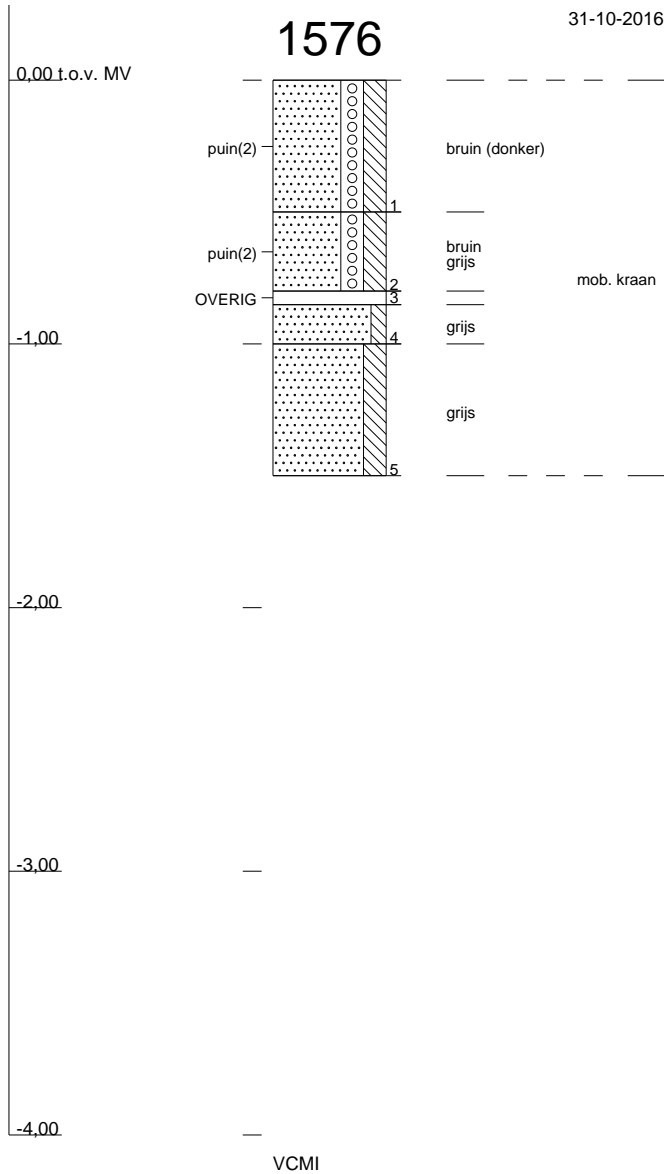 31-10-2016
1576
0,00 t.o.v. MV
puin(2)
bruin (donker)
1
puin(2)
bruin
grijs
mob. kraan
2
OVERIG
3
grijs
-1,00
4
grijs
5
-2,00
-3,00
-4,00
VCMI